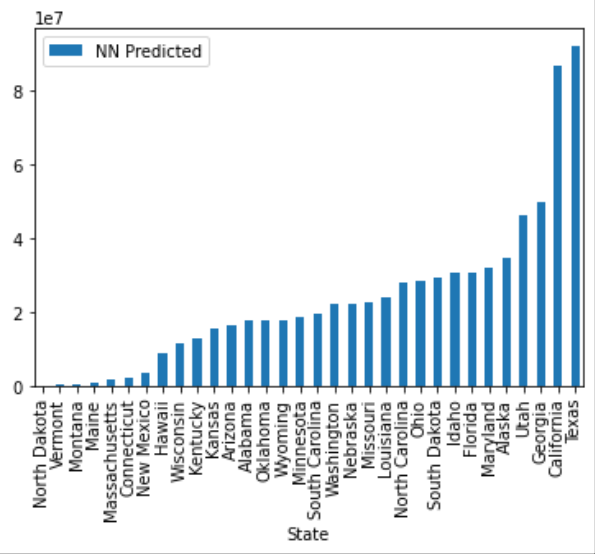 1e7
NN Predicted
8
6
4
2
0
North Dakota
Vermont
Montana
Maine
Massachusetts
Connecticut
New Mexico
Hawaii
Wisconsin
Kentucky
Kansas
Arizona
Alabama
Oklahoma
Wyoming
Minnesota
South Carolina
Washington
Nebraska
Missouri
Louisiana
North Carolina
Ohio
South Dakota
Idaho
Florida
Maryland
Alaska
Utah
Georgia
California
Texas
State